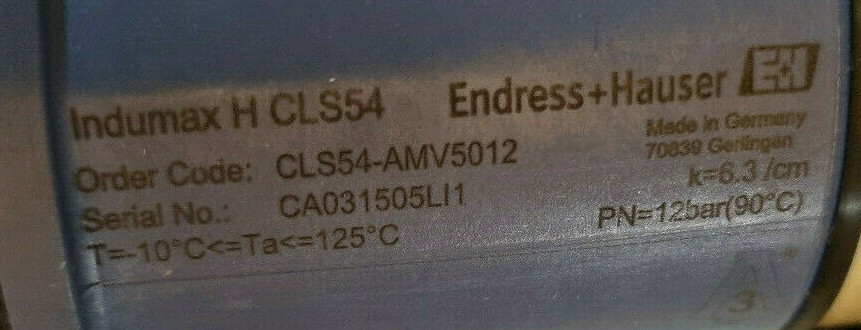 Indumax H CLS54
Endress+Hauser E+H
Made in Germany
70839 Gerlingen
Order Code: CLS54-AMV5012
k=6.3 /cm
Serial No.: CA031505LI1
PN=12bar(90°C)
T=-10°C<=Ta<=125°C
3
®